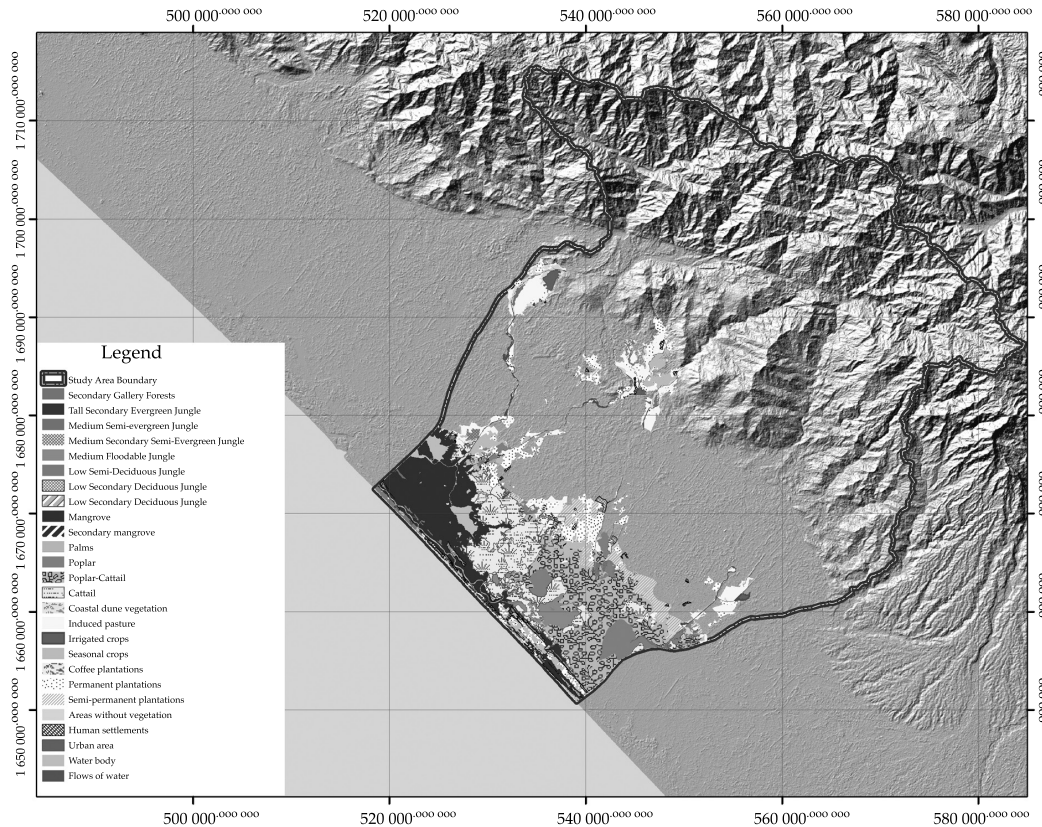 500 000.000 000 520 000.000 000 540 000.000 000 560 000.000 000 580 000.000 000
1 710 000.000 000
1 700 000.000 000
1 690 000.000 000
1 680 000.000 000
1 670 000.000 000
1 660 000.000 000
1 650 000.000 000
Legend
Study Area Boundary
Secondary Gallery Forests
Tall Secondary Evergreen Jungle
Medium Semi-evergreen Jungle
Medium Secondary Semi-Evergreen Jungle
Medium Floodable Jungle
Low Semi-Deciduous Jungle
Low Secondary Deciduous Jungle
Low Secondary Deciduous Jungle
Mangrove
Secondary mangrove
Palms
Poplar
Poplar-Cattail
Cattail
Coastal dune vegetation
Induced pasture
Irrigated crops
Seasonal crops
Coffee plantations
Permanent plantations
Semi-permanent plantations
Areas without vegetation
Human settlements
Urban area
Water body
Flows of water
500 000.000 000 520 000.000 000 540 000.000 000 560 000.000 000 580 000.000 000